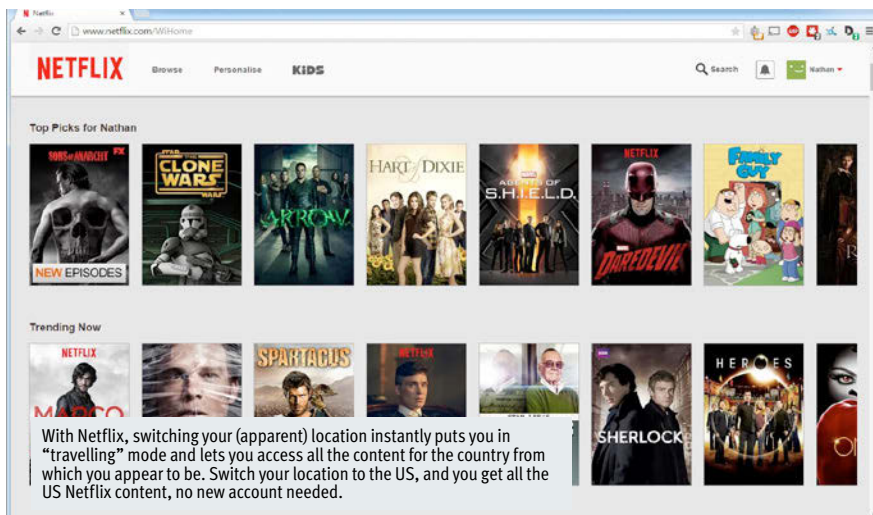 Netflix
www.netflix.com/WiHome
NETFLIX
Browse
Personalise
KiDS
Search
Nathan
Top Picks for Nathan
SONS of ANARCHY FX
NEW EPISODES
STAR WARS
CLONE
WARS
ARROW
HART of DIXIE
MARVEL
AGENTS OF
S.H.I.E.L.D.
NETFLIX
MARVEL
DAREDEVIL
FAMILY
GUY
Trending Now
NETFLIX
MARCO
SPARTACUS
NETFLIX
BBC
SHERLOCK
HEROES
With Netflix, switching your (apparent) location instantly puts you in
“travelling” mode and lets you access all the content for the country from
which you appear to be. Switch your location to the US, and you get all the
US Netflix content, no new account needed.